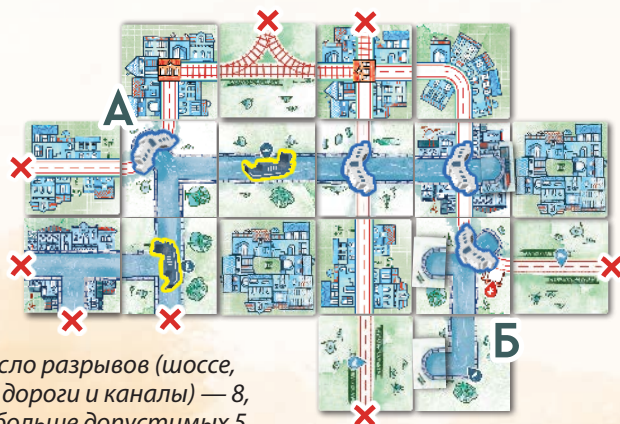 А
Б
сло разрывов (шоссе,
дороги и каналы) — 8,
больше допустимых 5